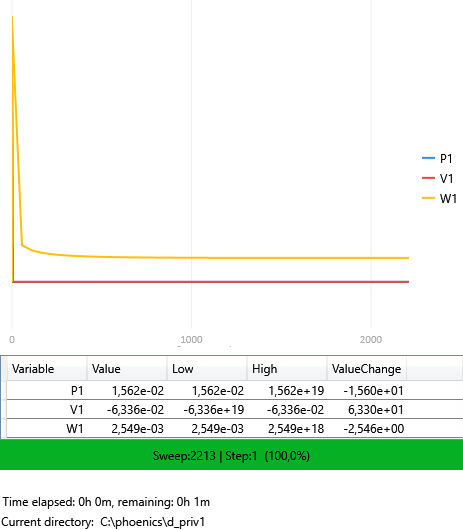 P1
V1
W1
0 1000 2000
Variable Value Low High ValueChange
P1 1,562e-02 1,562e-02 1,562e+19 -1,560e+01
V1 -6,336e-02 -6,336e+19 -6,336e-02 6,330e+01
W1 2,549e-03 2,549e-03 2,549e+18 -2,546e+00
Sweep:2213 | Step:1 (100,0%)
Time elapsed: 0h 0m, remaining: 0h 1m
Current directory: C:\phoenics\d_priv1